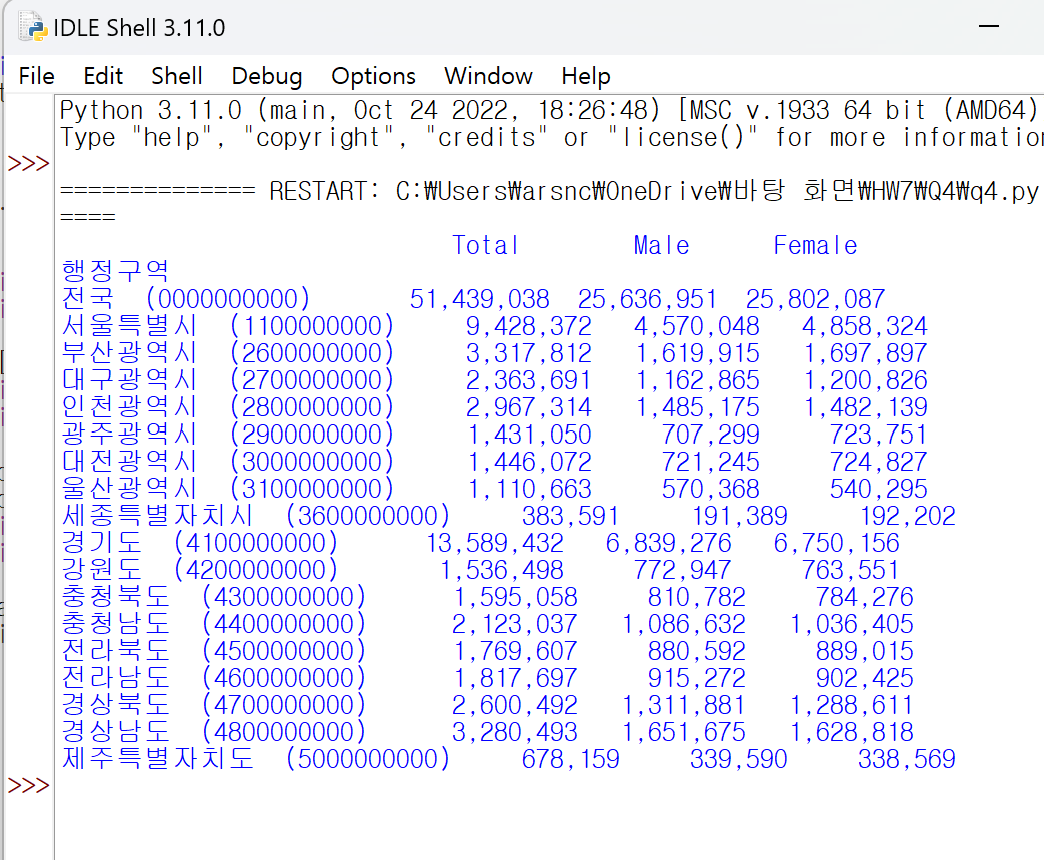 IDLE Shell 3.11.0
File Edit Shell Debug Options Window Help
Python 3.11.0 (main, Oct 24 2022, 18:26:48) [MSC v.1933 64 bit (AMD64)
Type "help", "copyright", "credits" or "license()" for more information
>>>
============== RESTART: C:₩Users₩arsnc₩OneDrive₩바탕 화면₩HW7₩Q4₩q4.py
====
Total Male Female
행정구역
전국 (0000000000) 51,439,038 25,636,951 25,802,087
서울특별시 (1100000000) 9,428,372 4,570,048 4,858,324
부산광역시 (2600000000) 3,317,812 1,619,915 1,697,897
대구광역시 (2700000000) 2,363,691 1,162,865 1,200,826
인천광역시 (2800000000) 2,967,314 1,485,175 1,482,139
광주광역시 (2900000000) 1,431,050 707,299 723,751
대전광역시 (3000000000) 1,446,072 721,245 724,827
울산광역시 (3100000000) 1,110,663 570,368 540,295
세종특별자치시 (3600000000) 383,591 191,389 192,202
경기도 (4100000000) 13,589,432 6,839,276 6,750,156
강원도 (4200000000) 1,536,498 772,947 763,551
충청북도 (4300000000) 1,595,058 810,782 784,276
충청남도 (4400000000) 2,123,037 1,086,632 1,036,405
전라북도 (4500000000) 1,769,607 880,592 889,015
전라남도 (4600000000) 1,817,697 915,272 902,425
경상북도 (4700000000) 2,600,492 1,311,881 1,288,611
경상남도 (4800000000) 3,280,493 1,651,675 1,628,818
제주특별자치도 (5000000000) 678,159 339,590 338,569
>>>